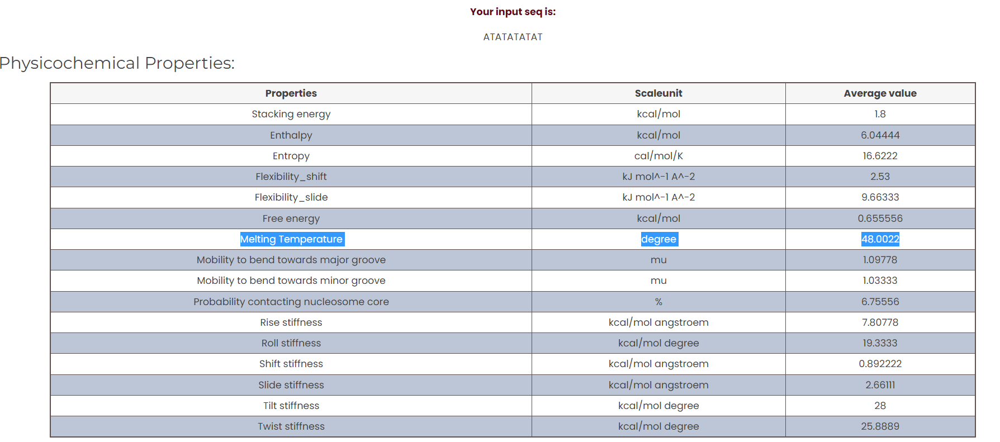 Your input seq is:
ATATATATAT
Physicochemical Properties:
Properties Scaleunit Average value
Stacking energy kcal/mol 1.8
Enthalpy kcal/mol 6.04444
Entropy cal/mol/K 16.6222
Flexibility_shift kJ mol^-1 A^-2 2.53
Flexibility_slide kJ mol^-1 A^-2 9.66333
Free energy kcal/mol 0.655556
Melting Temperature degree 48.0022
Mobility to bend towards major groove mu 1.09778
Mobility to bend towards minor groove mu 1.03333
Probability contacting nucleosome core % 6.75556
Rise stiffness kcal/mol angstroem 7.80778
Roll stiffness kcal/mol degree 19.3333
Shift stiffness kcal/mol angstroem 0.892222
Slide stiffness kcal/mol angstroem 2.66111
Tilt stiffness kcal/mol degree 28
Twist stiffness kcal/mol degree 25.8889